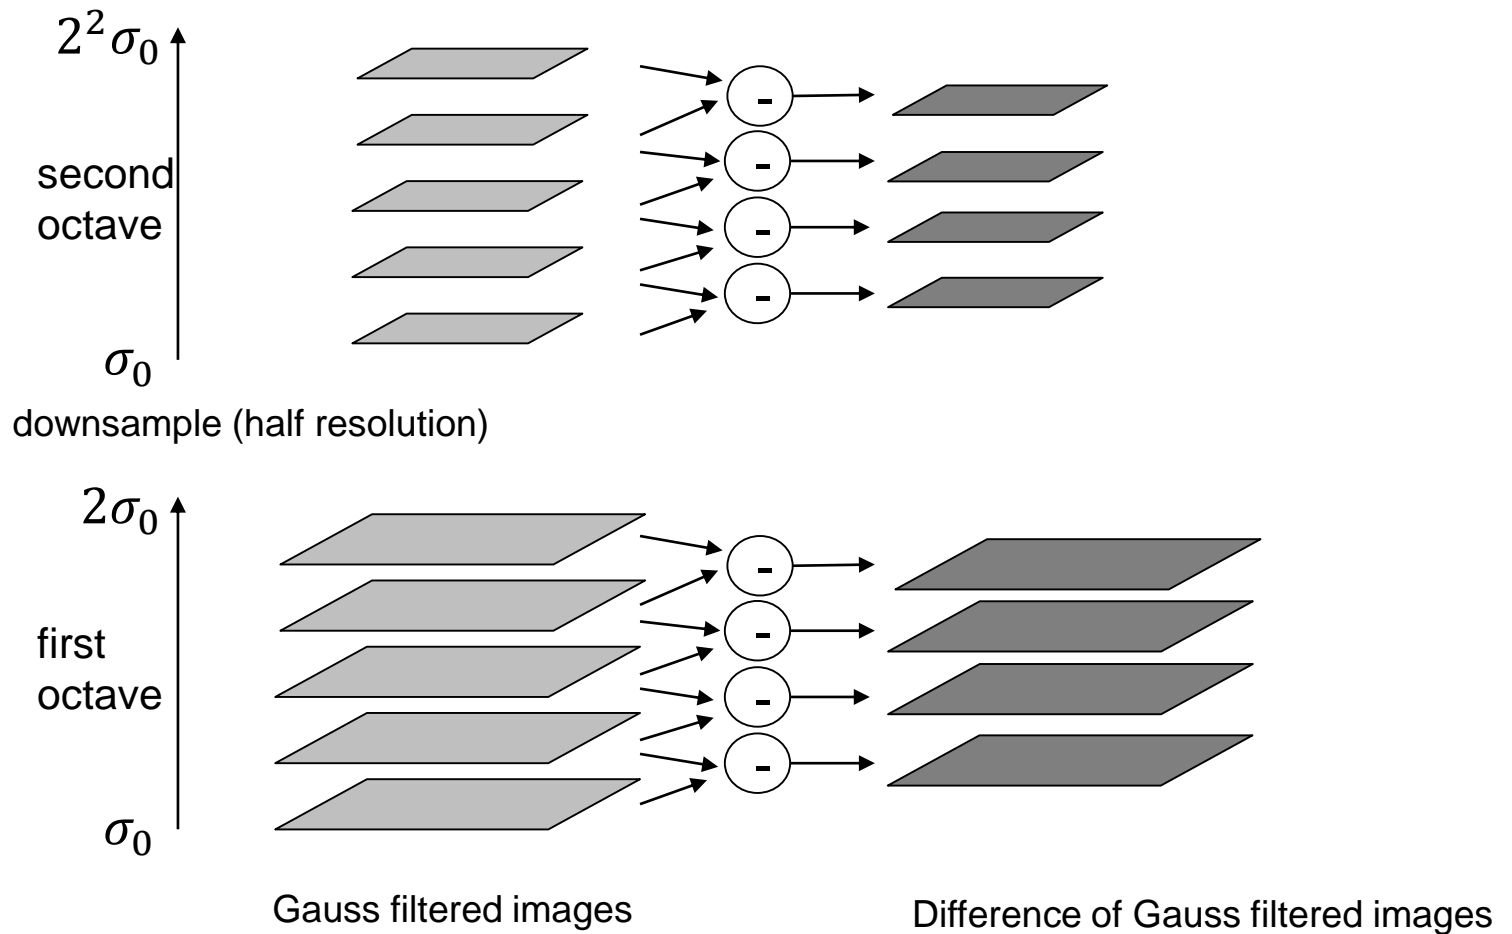 2²σ₀
second
octave
σ₀
-
-
-
-
downsample (half resolution)
2σ₀
first
octave
σ₀
-
-
-
-
Gauss filtered images
Difference of Gauss filtered images